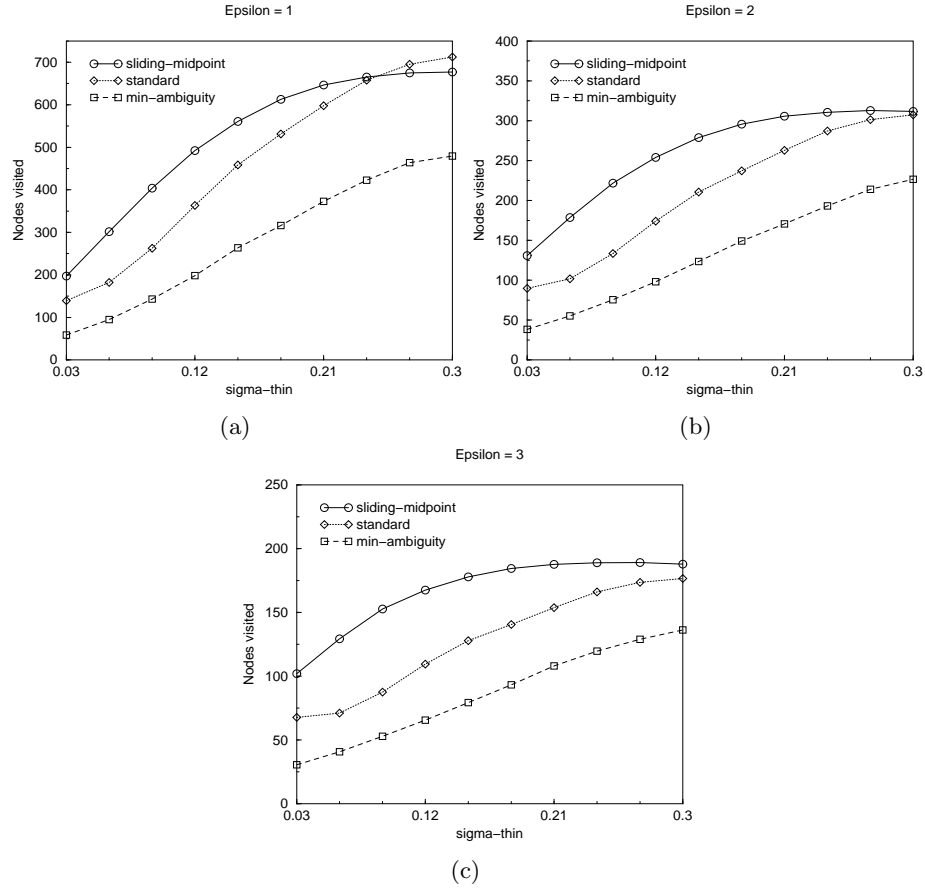 Epsilon = 1
sliding-midpoint
standard
min-ambiguity
Nodes visited
700
600
500
400
300
200
100
0
0.03
0.12
0.21
0.3
sigma-thin
(a)
Epsilon = 2
sliding-midpoint
standard
min-ambiguity
Nodes visited
400
350
300
250
200
150
100
50
0
0.03
0.12
0.21
0.3
sigma-thin
(b)
Epsilon = 3
sliding-midpoint
standard
min-ambiguity
Nodes visited
250
200
150
100
50
0
0.03
0.12
0.21
0.3
sigma-thin
(c)